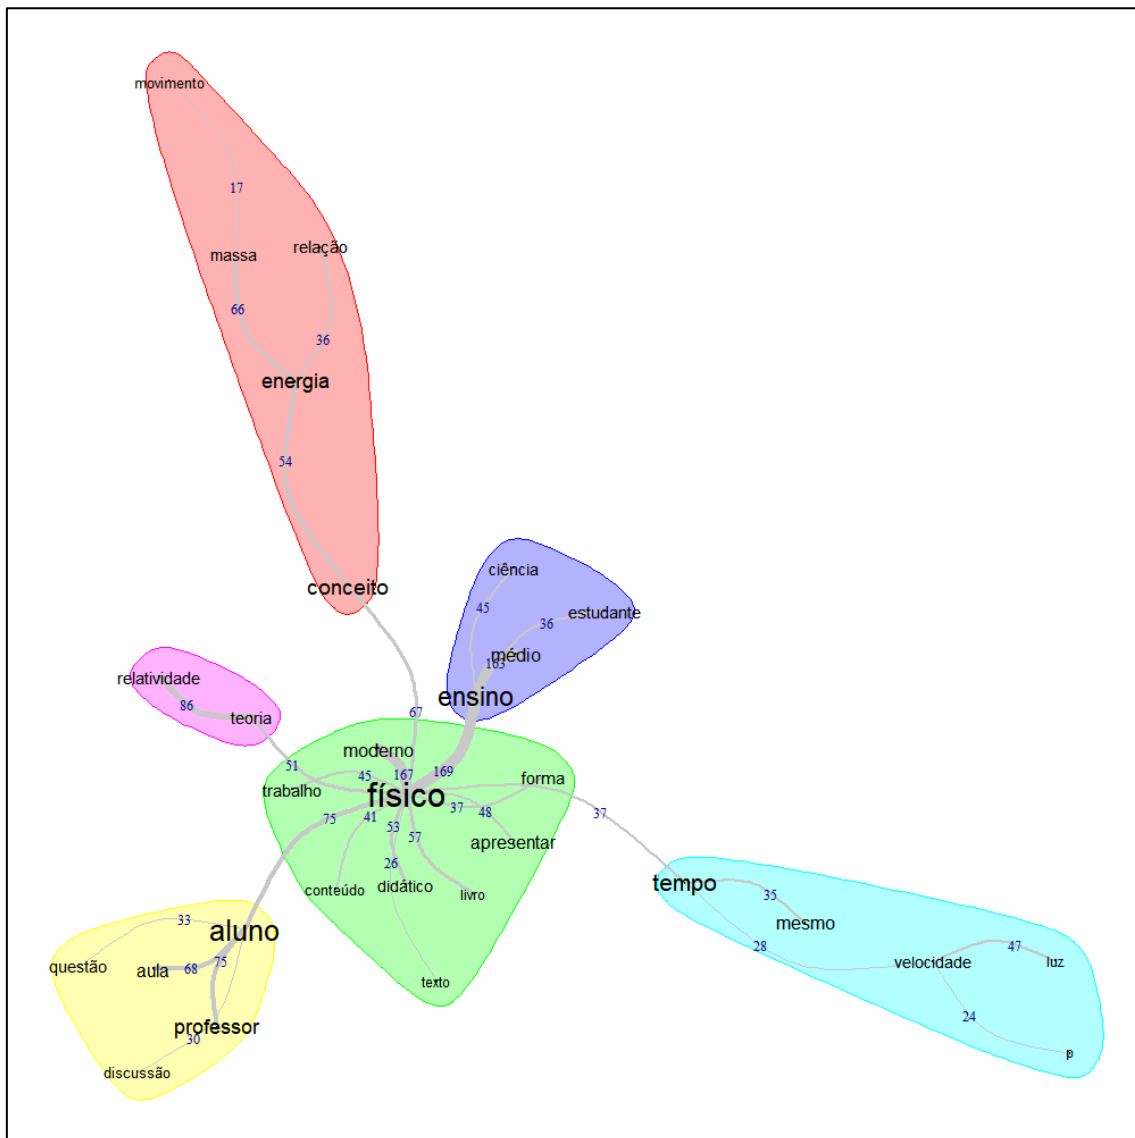 movimento
17
relação
massa
66
36
energia
54
ciência
conceito
45
estudante
36
médio
163
relatividade
ensino
86
67
teoria
moderno
51
45
167
169
forma
trabalho
físico
37
48
37
75
41
53
57
apresentar
26
tempo
conteúdo
didático
livro
35
33
mesmo
aluno
28
47
questão
aula
68
75
velocidade
luz
texto
24
professor
30
discussão